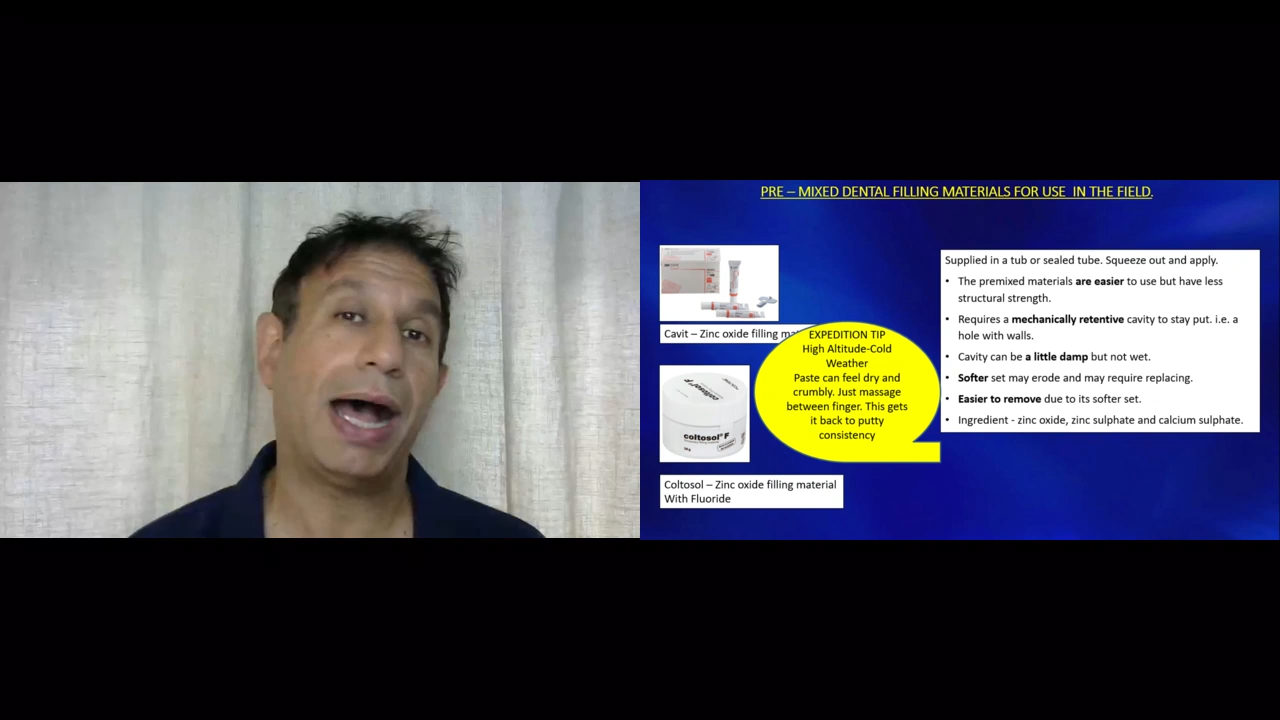 PRE – MIXED DENTAL FILLING MATERIALS FOR USE IN THE FIELD.
Cavit – Zinc oxide filling
EXPEDITION TIP
High Altitude-Cold
Weather
Paste can feel dry and
crumbly. Just massage
between finger. This gets
it back to putty
consistency
coltosol® F
coltosol® F
Coltosol – Zinc oxide filling material
With Fluoride
Supplied in a tub or sealed tube. Squeeze out and apply.
• The premixed materials are easier to use but have less
structural strength.
• Requires a mechanically retentive cavity to stay put. i.e. a
hole with walls.
• Cavity can be a little damp but not wet.
• Softer set may erode and may require replacing.
• Easier to remove due to its softer set.
• Ingredient - zinc oxide, zinc sulphate and calcium sulphate.